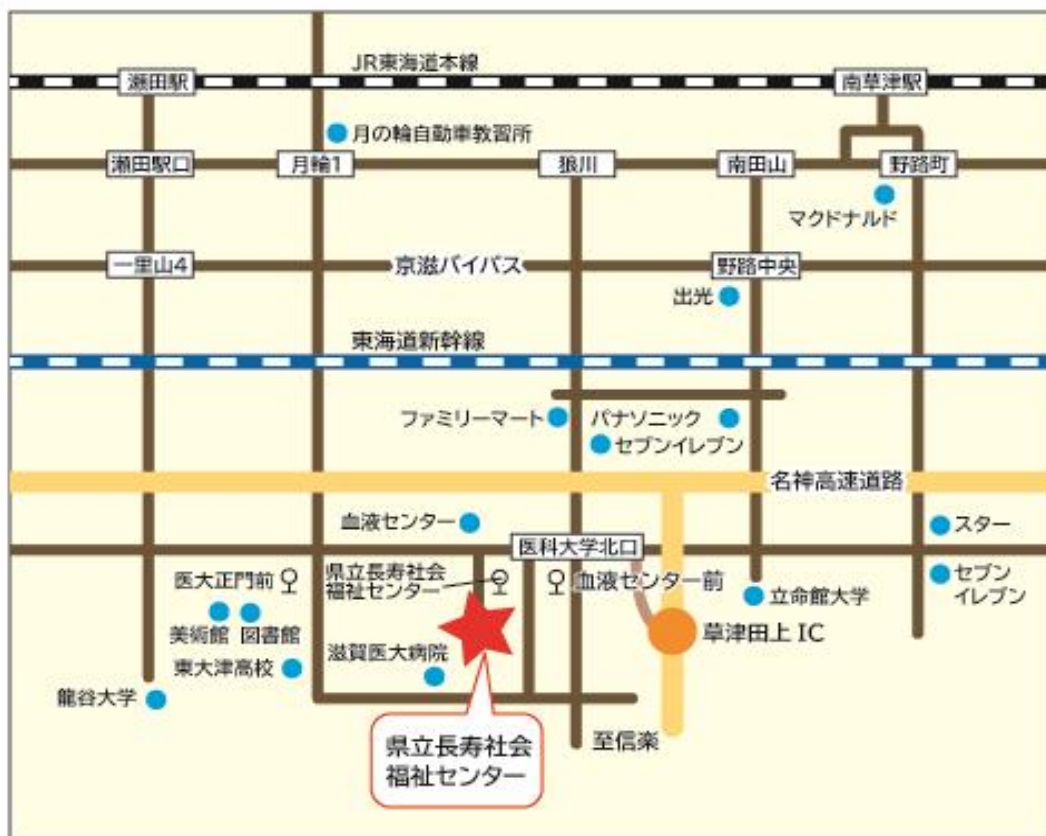 JR東海道本線
瀬田駅
南草津駅
月の輪自動車教習所
瀬田駅口
月輪1
狼川
南田山
野路町
マクドナルド
一里山4
京滋バイパス
野路中央
出光
東海道新幹線
ファミリーマート
パナソニック
セブンイレブン
名神高速道路
血液センター
スター
医科大学北口
医大正門前
県立長寿社会
福祉センター
血液センター前
セブン
イレブン
立命館大学
美術館
図書館
草津田上IC
滋賀医大病院
東大津高校
龍谷大学
至信楽
県立長寿社会
福祉センター